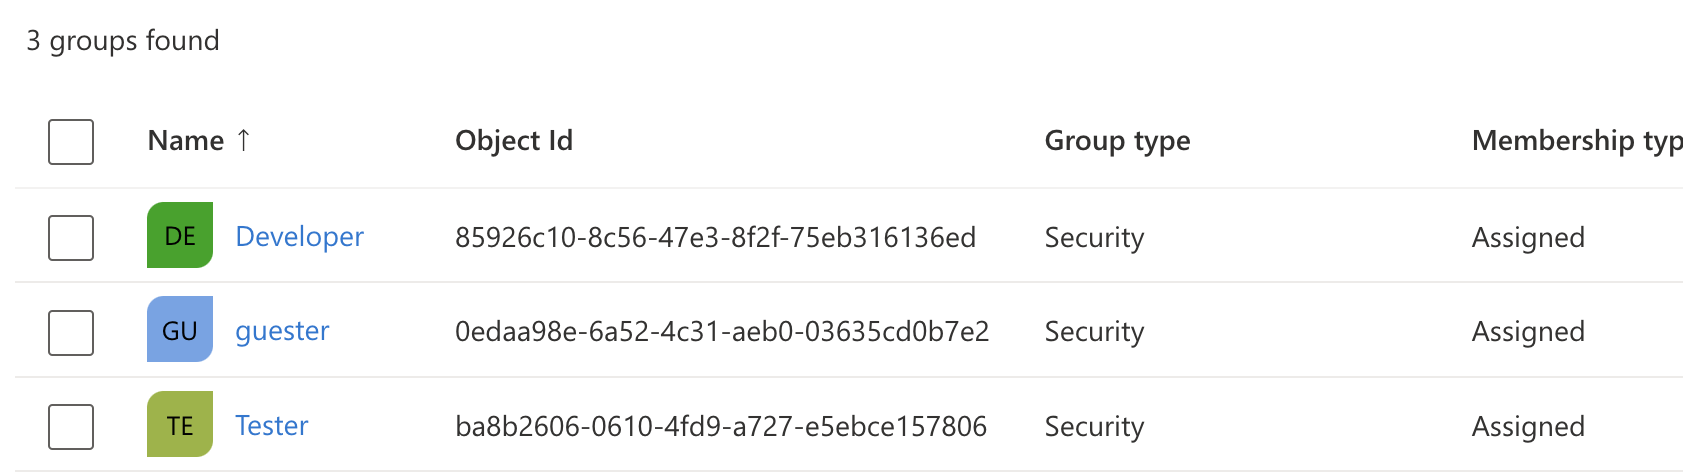 3 groups found
Name ↑ Object Id Group type Membership typ
DE Developer 85926c10-8c56-47e3-8f2f-75eb316136ed Security Assigned
GU guester 0edaa98e-6a52-4c31-aeb0-03635cd0b7e2 Security Assigned
TE Tester ba8b2606-0610-4fd9-a727-e5ebce157806 Security Assigned